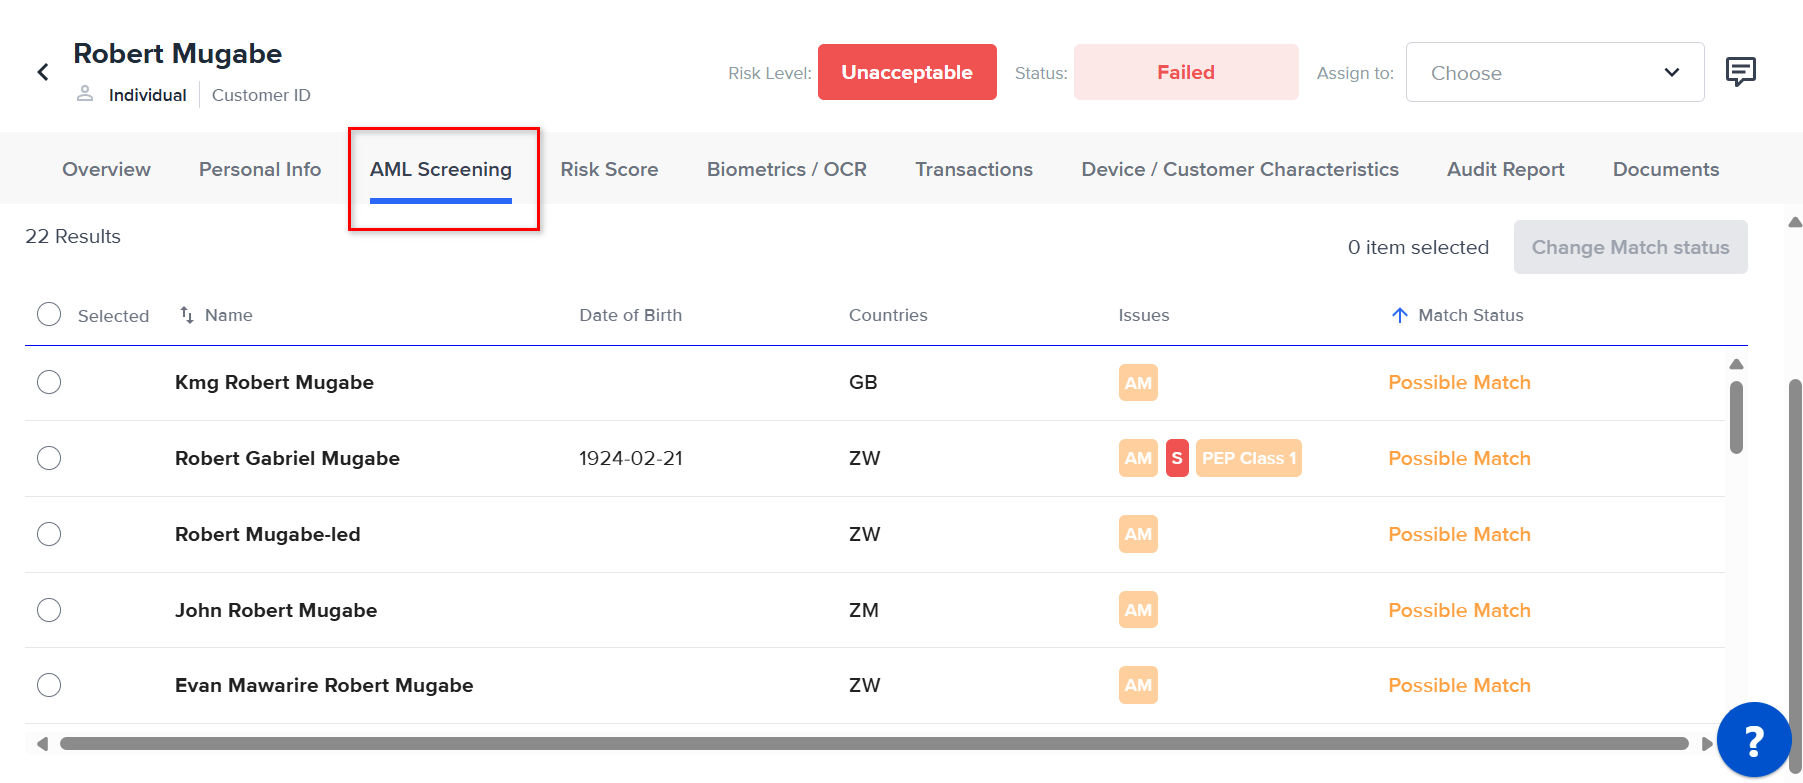 Robert Mugabe
Individual Customer ID
Risk Level: Unacceptable Status: Failed Assign to: Choose
Overview Personal Info AML Screening Risk Score Biometrics / OCR Transactions Device / Customer Characteristics Audit Report Documents
22 Results
0 item selected Change Match status
Selected Name Date of Birth Countries Issues Match Status
Kmg Robert Mugabe GB AM Possible Match
Robert Gabriel Mugabe 1924-02-21 ZW AM S PEP Class 1 Possible Match
Robert Mugabe-led ZW AM Possible Match
John Robert Mugabe ZM AM Possible Match
Evan Mawarire Robert Mugabe ZW AM Possible Match
?